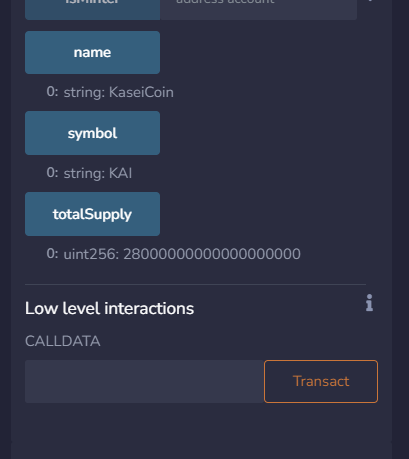 isMinter address account
name
0: string: KaseiCoin
symbol
0: string: KAI
totalSupply
0: uint256: 28000000000000000000
Low level interactions
CALLDATA
Transact